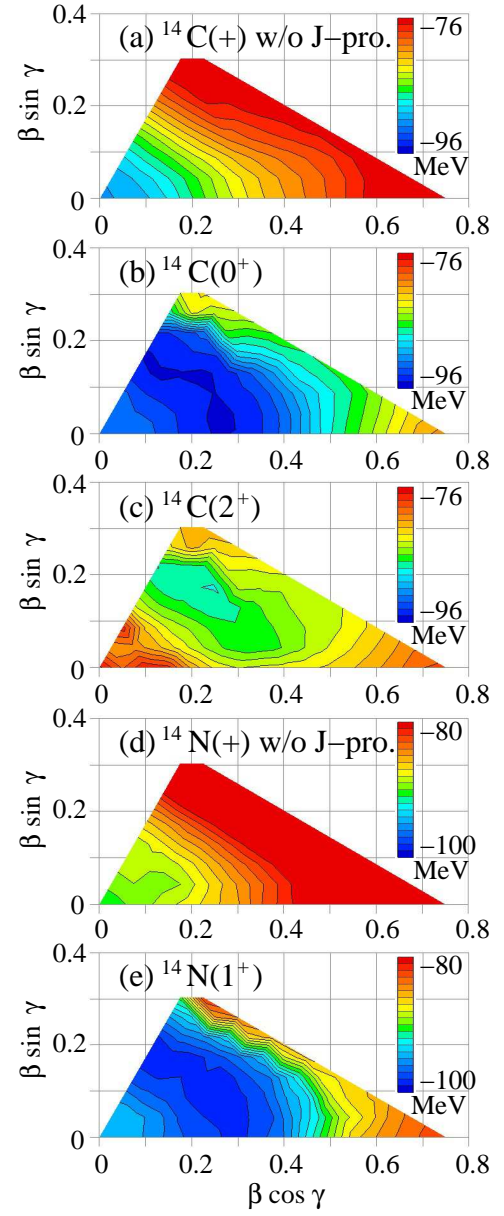 0.4
(a) ¹⁴C(+) w/o J−pro.
−76
β sin γ
0.2
−96
MeV
0
0 0.2 0.4 0.6 0.8
0.4
(b) ¹⁴C(0⁺)
−76
β sin γ
0.2
−96
MeV
0
0 0.2 0.4 0.6 0.8
0.4
(c) ¹⁴C(2⁺)
−76
β sin γ
0.2
−96
MeV
0
0 0.2 0.4 0.6 0.8
0.4
(d) ¹⁴N(+) w/o J−pro.
−80
β sin γ
0.2
−100
MeV
0
0 0.2 0.4 0.6 0.8
0.4
(e) ¹⁴N(1⁺)
−80
β sin γ
0.2
−100
MeV
0
0 0.2 0.4 0.6 0.8
β cos γ